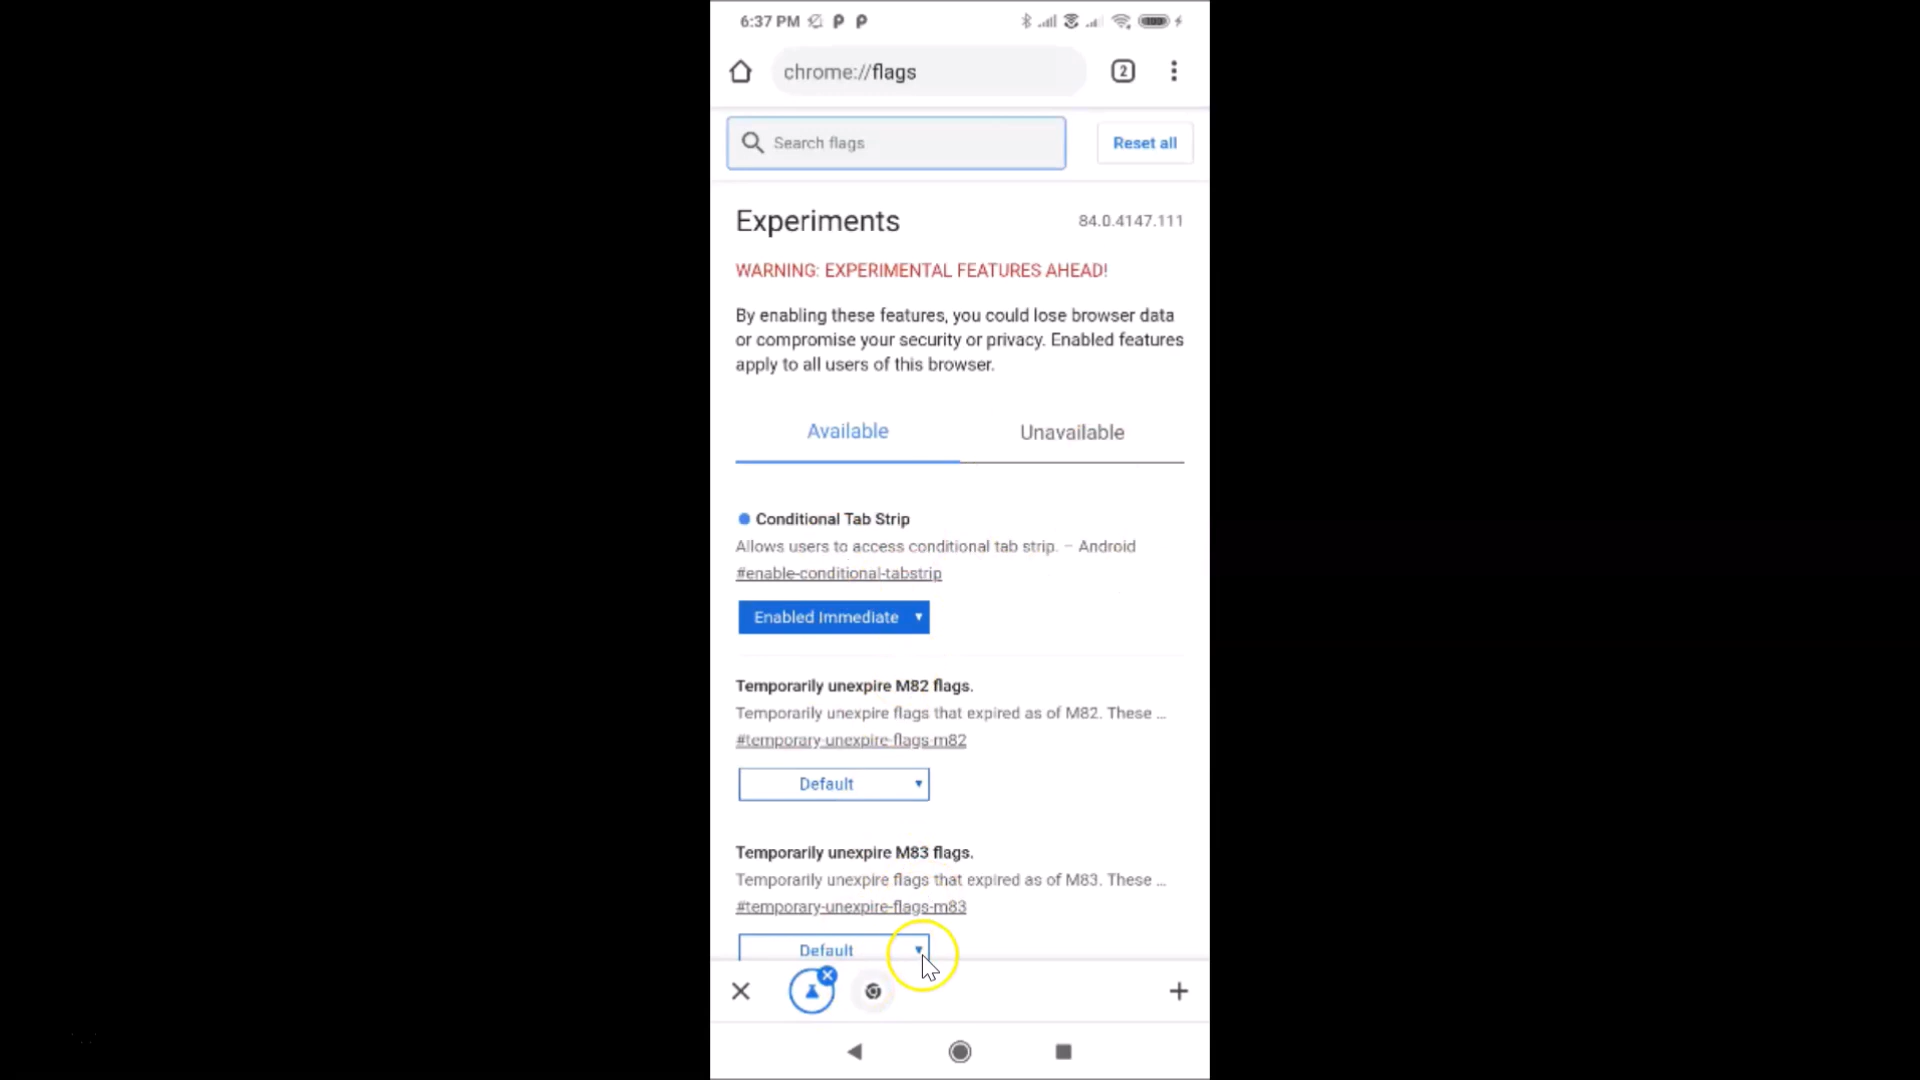 6:37 PM
chrome://flags
2
Search flags
Reset all
Experiments
84.0.4147.111
WARNING: EXPERIMENTAL FEATURES AHEAD!
By enabling these features, you could lose browser data
or compromise your security or privacy. Enabled features
apply to all users of this browser.
Available
Unavailable
Conditional Tab Strip
Allows users to access conditional tab strip. – Android
#enable-conditional-tabstrip
Enabled Immediate
Temporarily unexpire M82 flags.
Temporarily unexpire flags that expired as of M82. These ...
#temporary-unexpire-flags-m82
Default
Temporarily unexpire M83 flags.
Temporarily unexpire flags that expired as of M83. These ...
#temporary-unexpire-flags-m83
Default